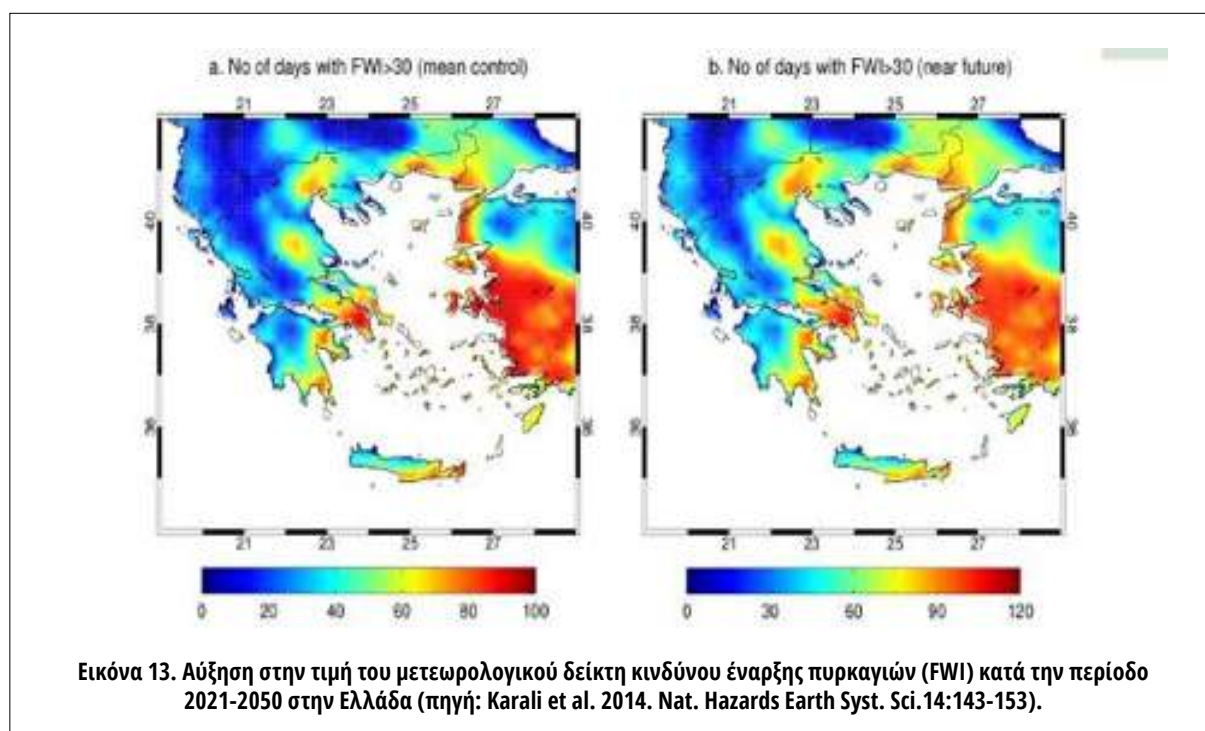 a. No of days with FWI>30 (mean control)
21 23 25 27
40
38
36
21 23 25 27
0 20 40 60 80 100
b. No of days with FWI>30 (near future)
21 23 25 27
40
38
36
21 23 25 27
0 30 60 90 120
Εικόνα 13. Αύξηση στην τιμή του μετεωρολογικού δείκτη κινδύνου έναρξης πυρκαγιών (FWI) κατά την περίοδο
2021-2050 στην Ελλάδα (πηγή: Karali et al. 2014. Nat. Hazards Earth Syst. Sci.14:143-153).